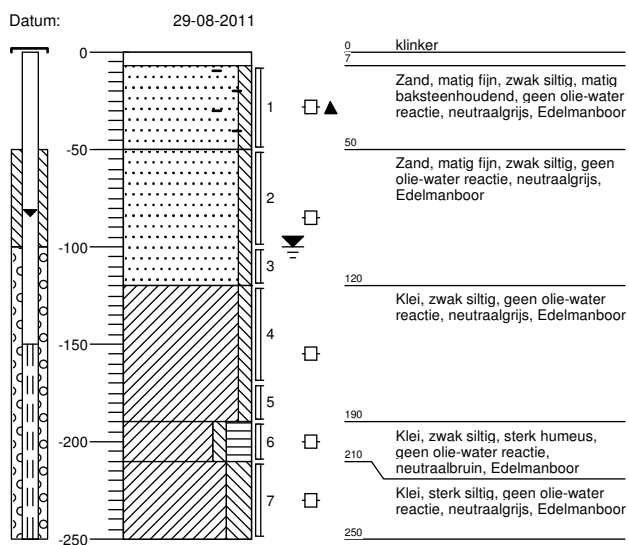 Datum: 29-08-2011
0
-50
-100
-150
-200
-250
1
2
3
4
5
6
7
0 klinker
7
Zand, matig fijn, zwak siltig, matig
baksteenhoudend, geen olie-water
reactie, neutraalgrijs, Edelmanboor
50
Zand, matig fijn, zwak siltig, geen
olie-water reactie, neutraalgrijs,
Edelmanboor
120
Klei, zwak siltig, geen olie-water
reactie, neutraalgrijs, Edelmanboor
190
Klei, zwak siltig, sterk humeus,
geen olie-water reactie,
neutraalbruin, Edelmanboor
210
Klei, sterk siltig, geen olie-water
reactie, neutraalgrijs, Edelmanboor
250